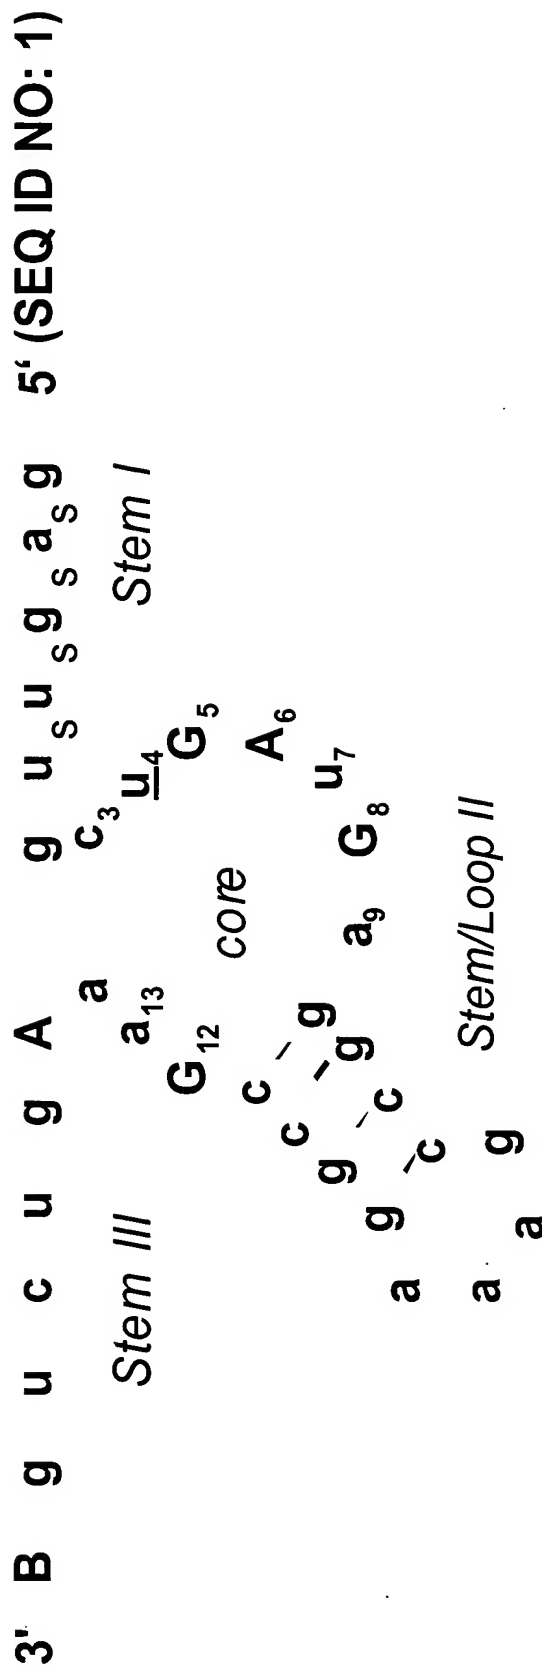 3' B g u c u g A g u s u s g s a s g 5‘ (SEQ ID NO: 1)
Stem III
Stem I
a c₃
a₁₃ u₄
G₁₂ G₅
core
A₆
c – g u₇
c – g a₉ G₈
g – c
g – c
Stem/Loop II
a g
a a